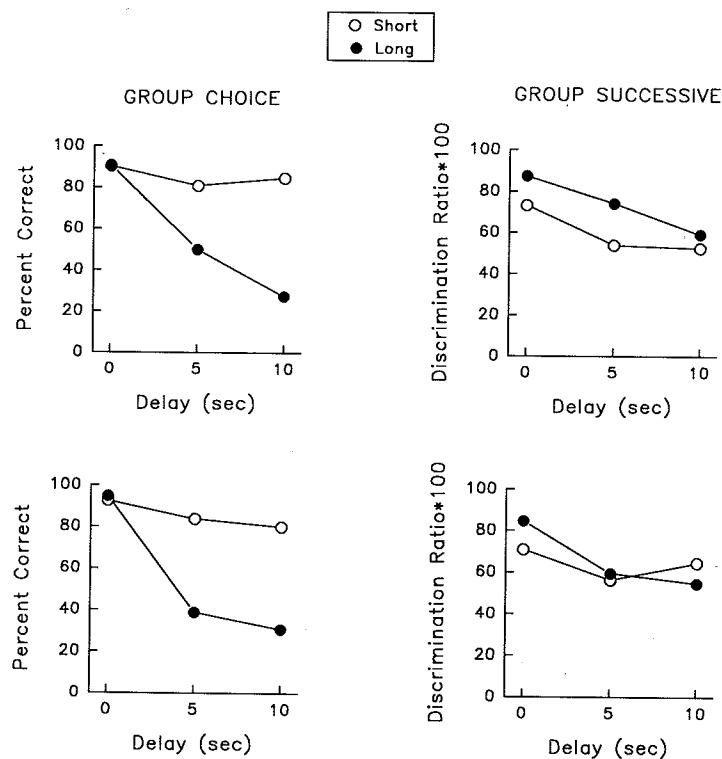 Short
Long
GROUP CHOICE
GROUP SUCCESSIVE
Percent Correct
100
80
60
40
20
0
0 5 10
Delay (sec)
Discrimination Ratio*100
100
80
60
40
20
0
0 5 10
Delay (sec)
Percent Correct
100
80
60
40
20
0
0 5 10
Delay (sec)
Discrimination Ratio*100
100
80
60
40
20
0
0 5 10
Delay (sec)